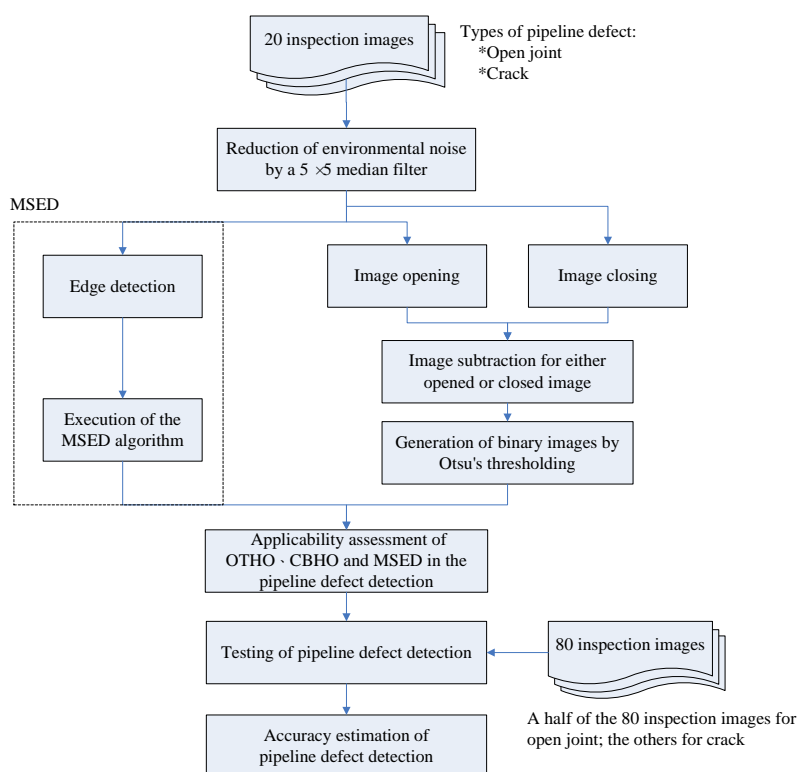 20 inspection images
Types of pipeline defect:
*Open joint
*Crack
Reduction of environmental noise
by a 5 ×5 median filter
MSED
Edge detection
Image opening
Image closing
Image subtraction for either
opened or closed image
Execution of the
MSED algorithm
Generation of binary images by
Otsu's thresholding
Applicability assessment of
OTHO、CBHO and MSED in the
pipeline defect detection
Testing of pipeline defect detection
80 inspection images
A half of the 80 inspection images for
open joint; the others for crack
Accuracy estimation of
pipeline defect detection